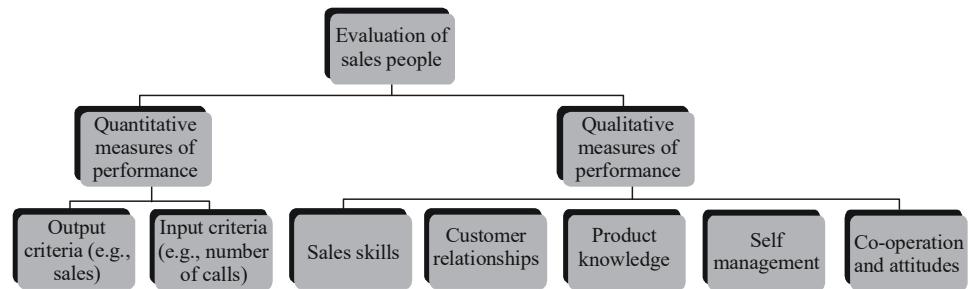 Evaluation of
sales people
Quantitative
measures of
performance
Qualitative
measures of
performance
Output
criteria (e.g.,
sales)
Input criteria
(e.g., number
of calls)
Sales skills
Customer
relationships
Product
knowledge
Self
management
Co-operation
and attitudes